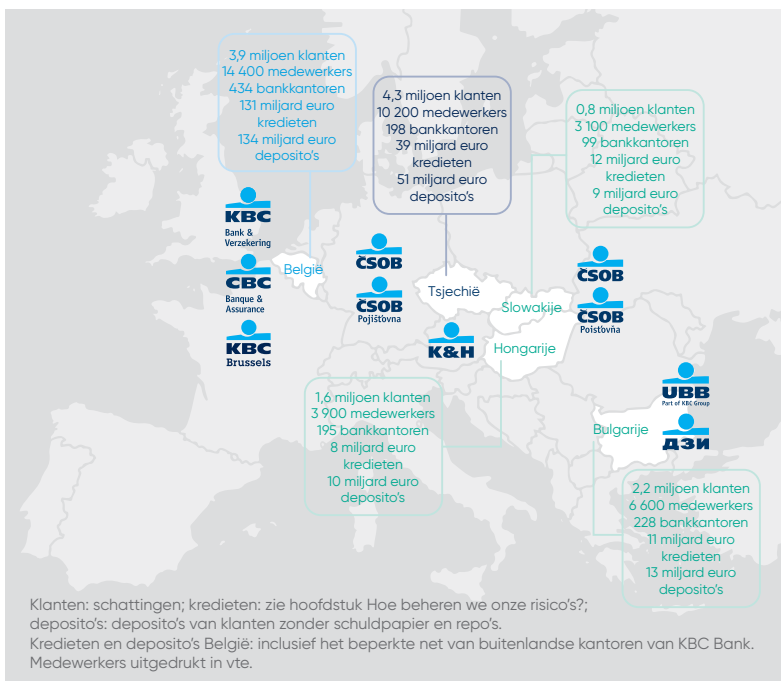 3,9 miljoen klanten
14 400 medewerkers
434 bankkantoren
131 miljard euro
kredieten
134 miljard euro
deposito's
4,3 miljoen klanten
10 200 medewerkers
198 bankkantoren
39 miljard euro
kredieten
51 miljard euro
deposito's
0,8 miljoen klanten
3 100 medewerkers
99 bankkantoren
12 miljard euro
kredieten
9 miljard euro
deposito's
KBC
Bank &
Verzekering
CBC
Banque &
Assurance
KBC
Brussels
België
ČSOB
ČSOB
Pojišťovna
Tsjechië
Slowakije
ČSOB
ČSOB
Poisťovňa
K&H
Hongarije
UBB
Part of KBC Group
Bulgarije
ДЗИ
1,6 miljoen klanten
3 900 medewerkers
195 bankkantoren
8 miljard euro
kredieten
10 miljard euro
deposito's
2,2 miljoen klanten
6 600 medewerkers
228 bankkantoren
11 miljard euro
kredieten
13 miljard euro
deposito's
Klanten: schattingen; kredieten: zie hoofdstuk Hoe beheren we onze risico's?;
deposito's: deposito's van klanten zonder schuldpapier en repo's.
Kredieten en deposito's België: inclusief het beperkte net van buitenlandse kantoren van KBC Bank.
Medewerkers uitgedrukt in vte.